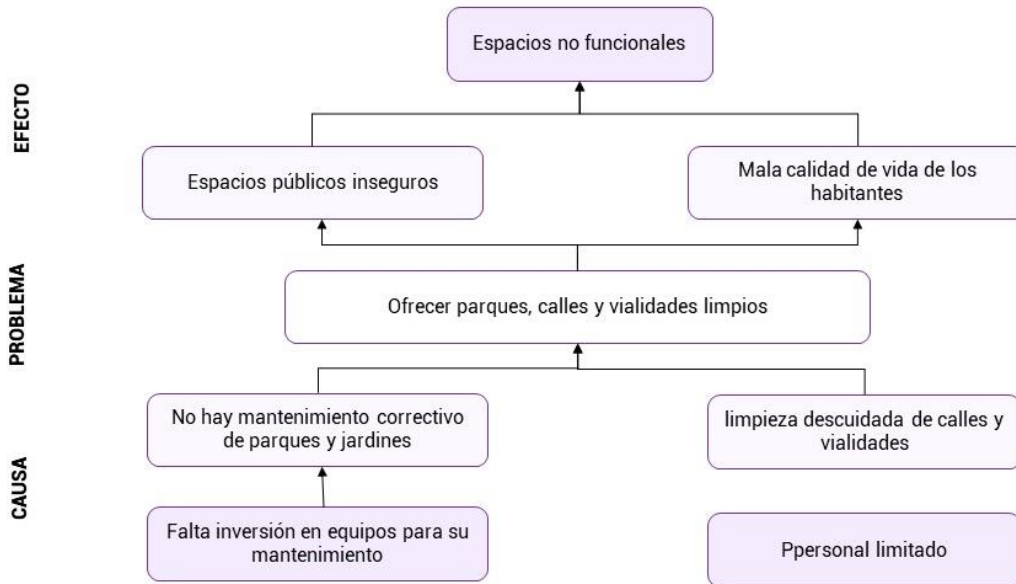 Espacios no funcionales
EFECTO
Espacios públicos inseguros
Mala calidad de vida de los
habitantes
PROBLEMA
Ofrecer parques, calles y vialidades limpios
No hay mantenimiento correctivo
de parques y jardines
limpieza descuidada de calles y
vialidades
CAUSA
Falta inversión en equipos para su
mantenimiento
Ppersonal limitado